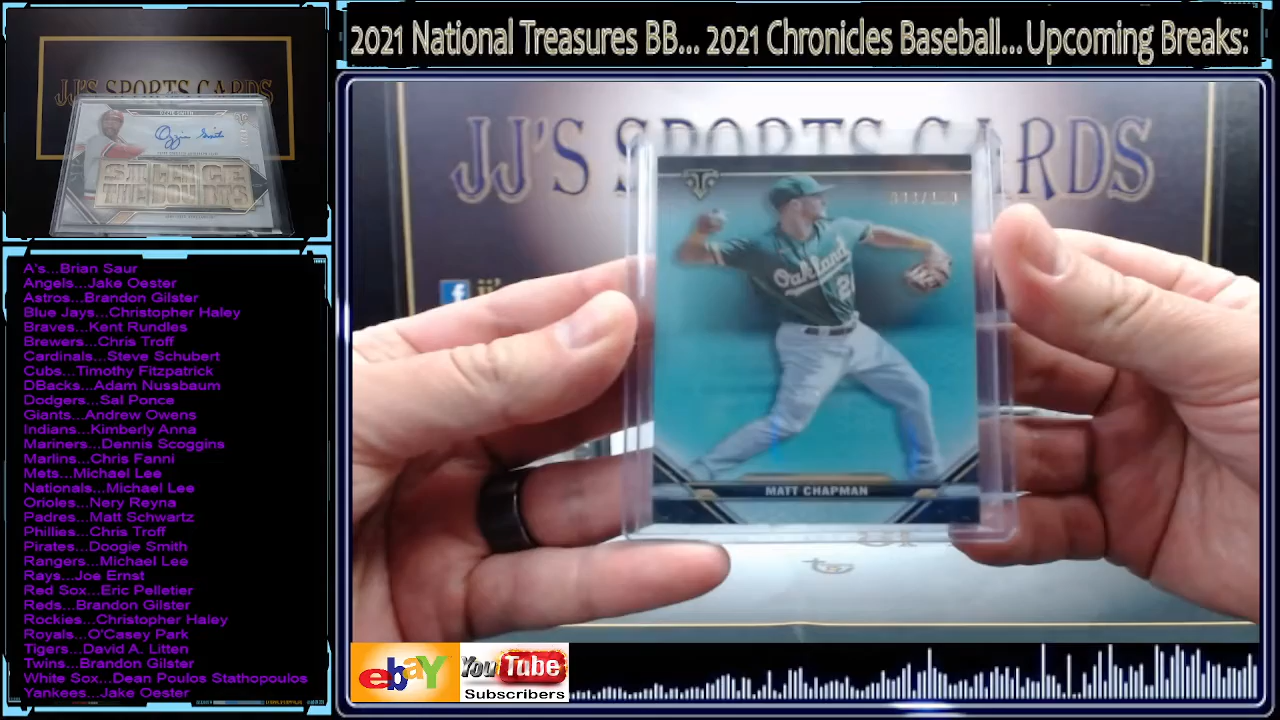 2021 National Treasures BB... 2021 Chronicles Baseball...Upcoming Breaks:
JJ'S SPORTS CARDS
Ozzie Smith
JJ'S SPORTS CARDS
Oakland
MATT CHAPMAN
A's...Brian Saur
Angels...Jake Oester
Astros...Brandon Gilster
Blue Jays...Christopher Haley
Braves...Kent Rundles
Brewers...Chris Troff
Cardinals...Steve Schubert
Cubs...Timothy Fitzpatrick
DBacks...Adam Nussbaum
Dodgers...Sal Ponce
Giants...Andrew Owens
Indians...Kimberly Anna
Mariners...Dennis Scoggins
Marlins...Chris Fanni
Mets...Michael Lee
Nationals...Michael Lee
Orioles...Nery Reyna
Padres...Matt Schwartz
Phillies...Chris Troff
Pirates...Doogie Smith
Rangers...Michael Lee
Rays...Joe Ernst
Red Sox...Eric Pelletier
Reds...Brandon Gilster
Rockies...Christopher Haley
Royals...O'Casey Park
Tigers...David A. Litten
Twins...Brandon Gilster
White Sox...Dean Poulos Stathopoulos
Yankees...Jake Oester
ebaY
YouTube
Subscribers